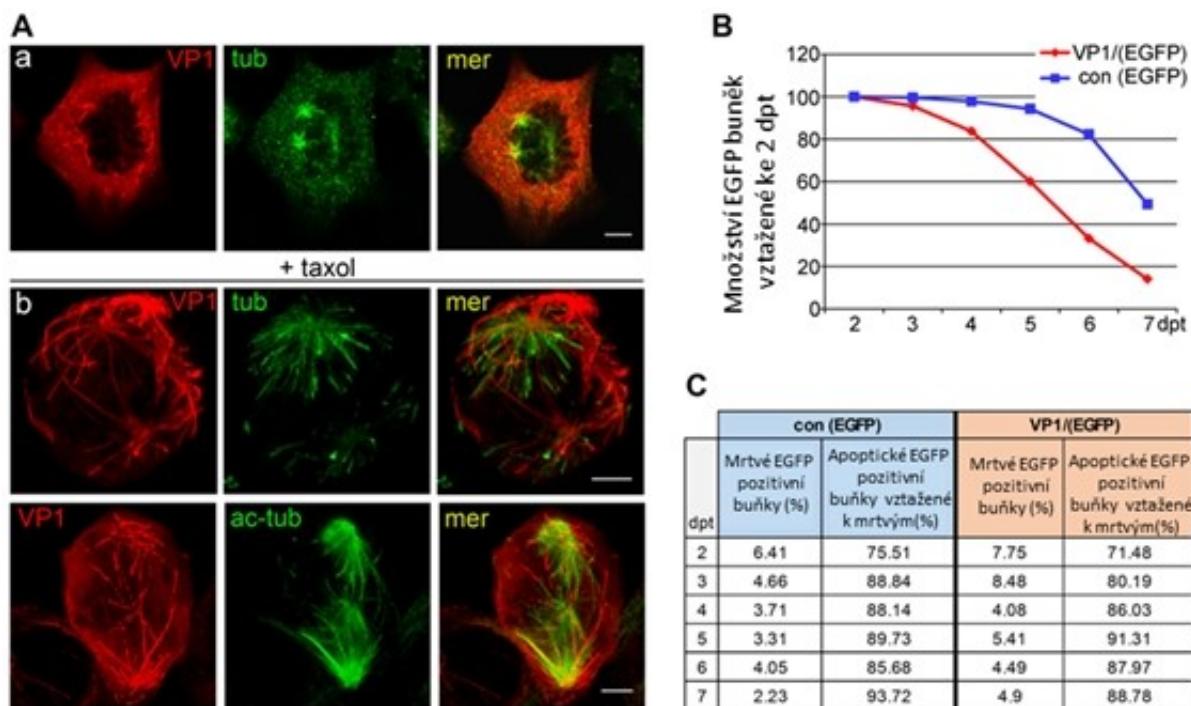 A
a
VP1
tub
mer
+ taxol
b
VP1
tub
mer
VP1
ac-tub
mer
B
Množství EGFP buněk
vztažené ke 2 dpt
120
100
80
60
40
20
0
2 3 4 5 6 7 dpt
VP1/(EGFP)
con (EGFP)
C
con (EGFP) VP1/(EGFP)
dpt
Mrtvé EGFP
pozitivní
buňky (%)
Apoptické EGFP
pozitivní
buňky vztažené
k mrtvým(%)
Mrtvé EGFP
pozitivní
buňky (%)
Apoptické EGFP
pozitivní
buňky vztažené
k mrtvým(%)
2 6.41 75.51 7.75 71.48
3 4.66 88.84 8.48 80.19
4 3.71 88.14 4.08 86.03
5 3.31 89.73 5.41 91.31
6 4.05 85.68 4.49 87.97
7 2.23 93.72 4.9 88.78